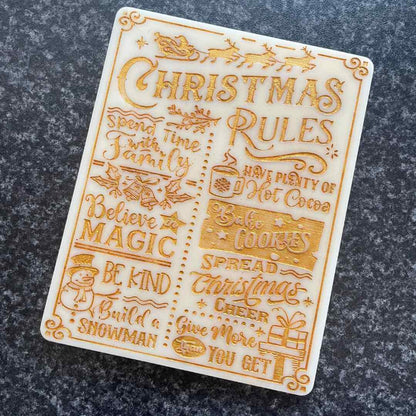 CHRISTMAS
RULES
Spend Time
with
Family
Believe in
MAGIC
BE KIND
Build a
SNOWMAN
HAVE PLENTY OF
Hot Cocoa
Bake
COOKIES
SPREAD
Christmas
CHEER
Give More
YOU GET